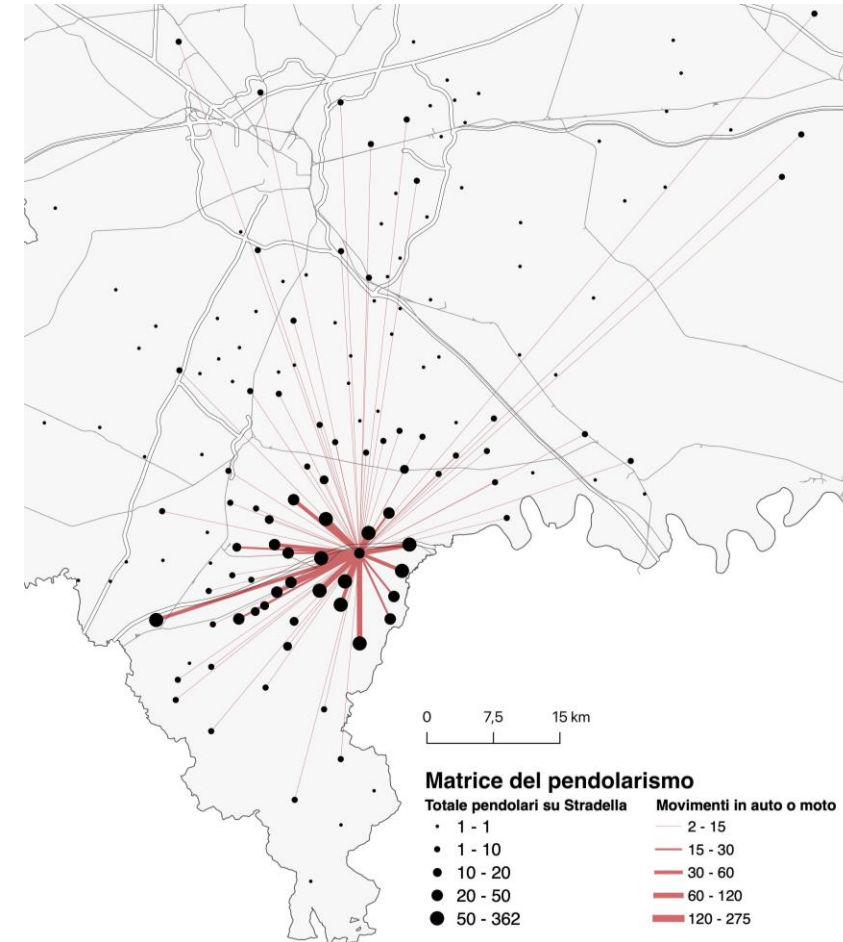 0 7,5 15 km
Matrice del pendolarismo
Totale pendolari su Stradella
1 - 1
1 - 10
10 - 20
20 - 50
50 - 362
Movimenti in auto o moto
2 - 15
15 - 30
30 - 60
60 - 120
120 - 275